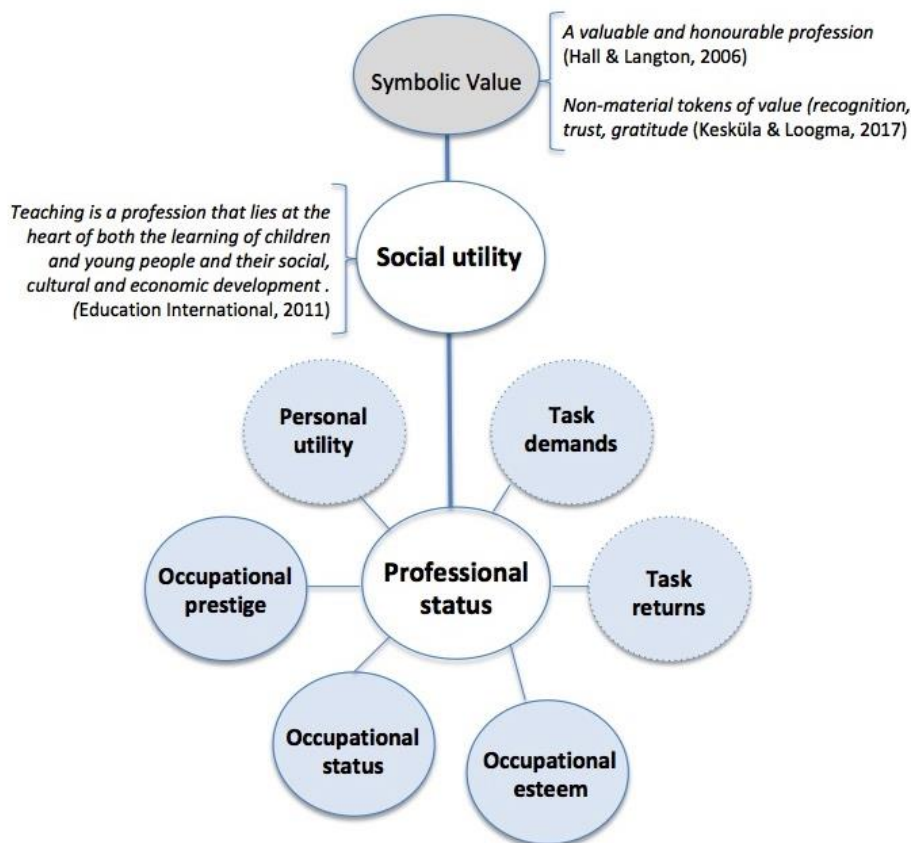 A valuable and honourable profession
(Hall & Langton, 2006)
Symbolic Value
Non-material tokens of value (recognition,
trust, gratitude (Kesküla & Loogma, 2017)
Teaching is a profession that lies at the
heart of both the learning of children
and young people and their social,
cultural and economic development .
(Education International, 2011)
Social utility
Personal
utility
Task
demands
Occupational
prestige
Professional
status
Task
returns
Occupational
status
Occupational
esteem